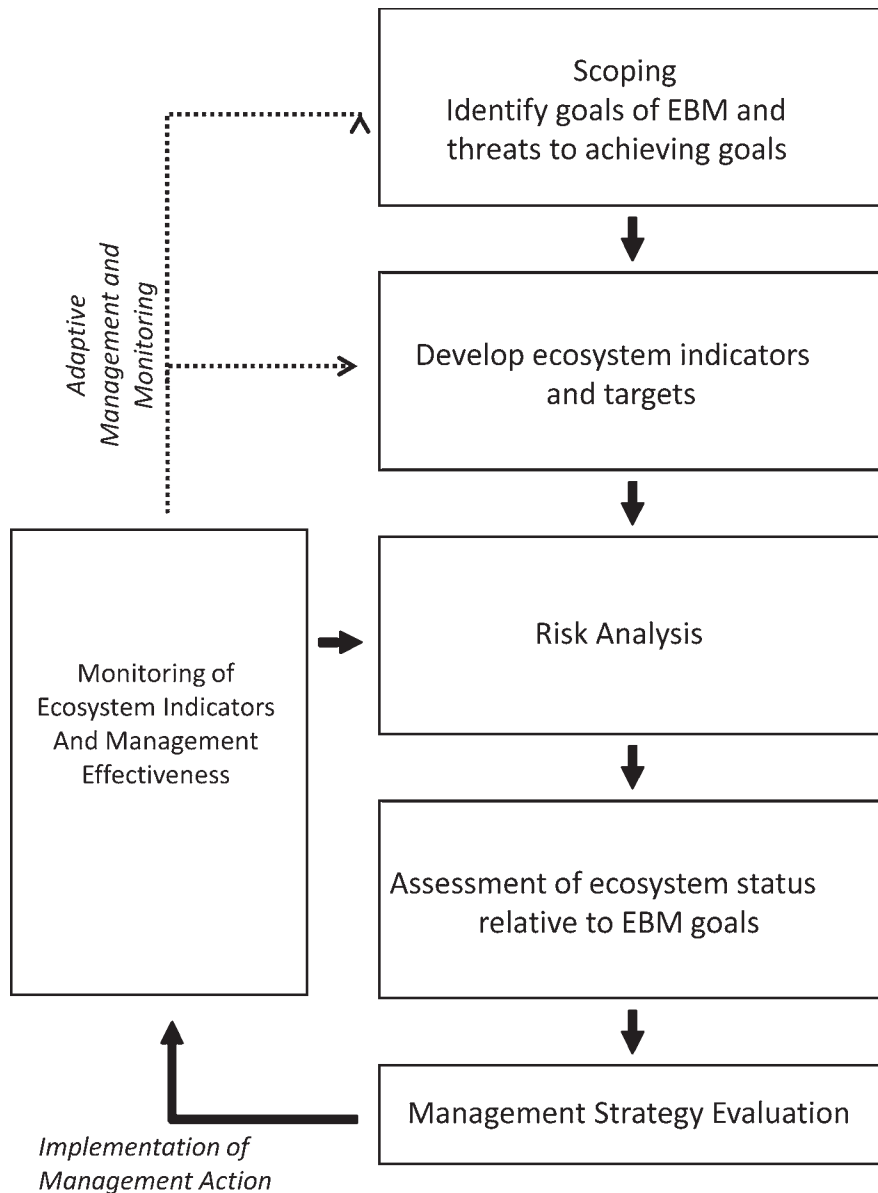 Scoping
Identify goals of EBM and
threats to achieving goals
Adaptive
Management and
Monitoring
Develop ecosystem indicators
and targets
Risk Analysis
Monitoring of
Ecosystem Indicators
And Management
Effectiveness
Assessment of ecosystem status
relative to EBM goals
Management Strategy Evaluation
Implementation of
Management Action